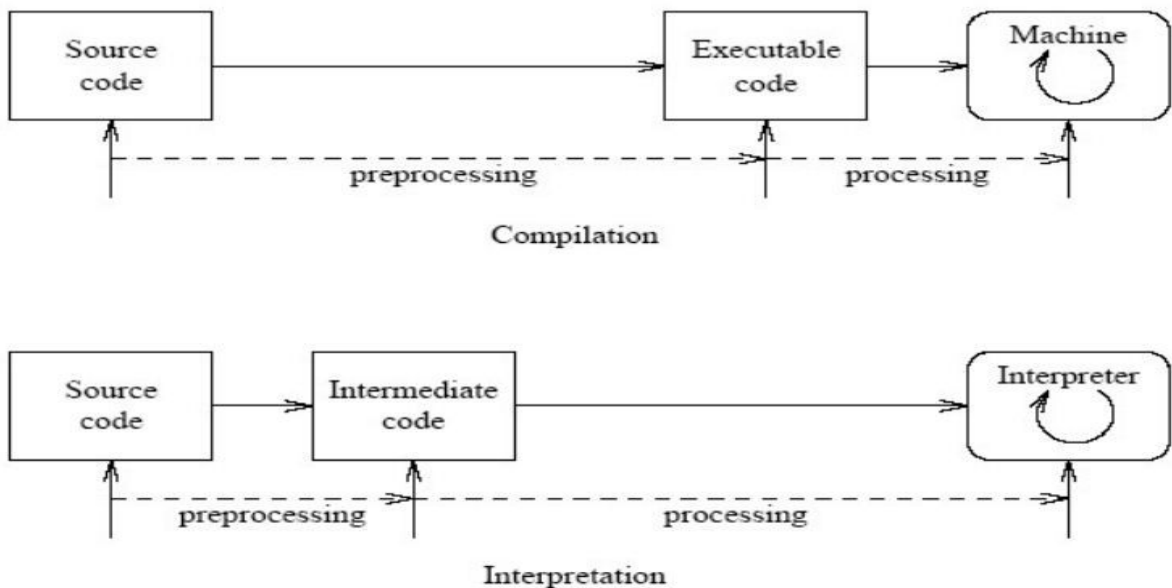 Source
code
Executable
code
Machine
preprocessing
processing
Compilation
Source
code
Intermediate
code
Interpreter
preprocessing
processing
Interpretation